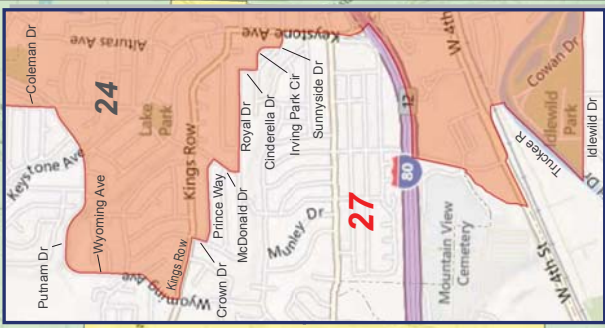 Coleman Dr
Alturas Ave
24
Lake
Park
Keystone Ave
Keystone Ave
Putnam Dr
Wyoming Ave
Wyoming Ave
Kings Row
Kings Row
Crown Dr
Prince Way
McDonald Dr
Royal Dr
Cinderella Dr
Irving Park Cir
Sunnyside Dr
Munley Dr
27
80
12
W 4th
Mountain View
Cemetery
W 4th St
Truckee R
Cowan Dr
Idlewild
Park
Idlewild Dr
Dr